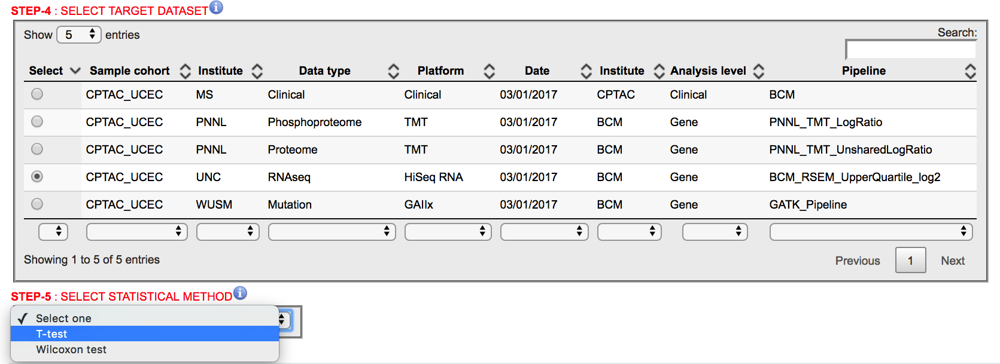 STEP-4 : SELECT TARGET DATASET
Show 5 entries
Search:
Select Sample cohort Institute Data type Platform Date Institute Analysis level Pipeline
CPTAC_UCEC MS Clinical Clinical 03/01/2017 CPTAC Clinical BCM
CPTAC_UCEC PNNL Phosphoproteome TMT 03/01/2017 BCM Gene PNNL_TMT_LogRatio
CPTAC_UCEC PNNL Proteome TMT 03/01/2017 BCM Gene PNNL_TMT_UnsharedLogRatio
CPTAC_UCEC UNC RNAseq HiSeq RNA 03/01/2017 BCM Gene BCM_RSEM_UpperQuartile_log2
CPTAC_UCEC WUSM Mutation GAIIx 03/01/2017 BCM Gene GATK_Pipeline
Showing 1 to 5 of 5 entries
Previous 1 Next
STEP-5 : SELECT STATISTICAL METHOD
✓ Select one
T-test
Wilcoxon test